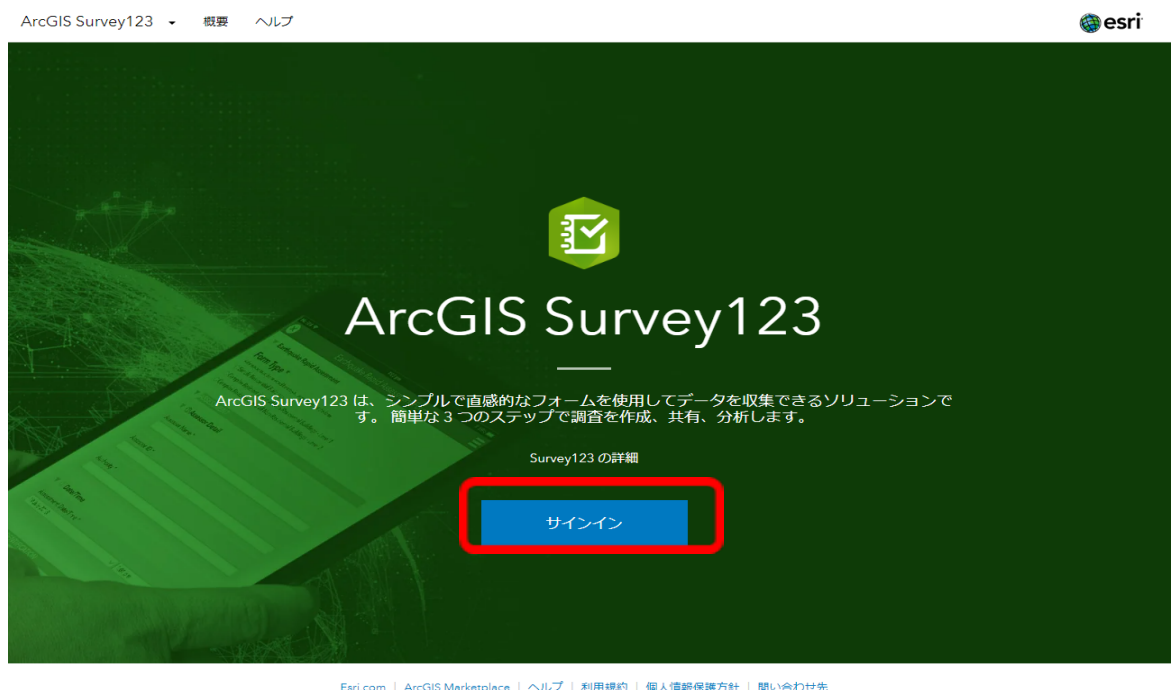 ArcGIS Survey123 概要 ヘルプ
esri
ArcGIS Survey123
ArcGIS Survey123 は、シンプルで直感的なフォームを使用してデータを収集できるソリューションで
す。 簡単な 3 つのステップで調査を作成、共有、分析します。
Survey123 の詳細
サインイン
Esri.com | ArcGIS Marketplace | ヘルプ | 利用規約 | 個人情報保護方針 | 問い合わせ先